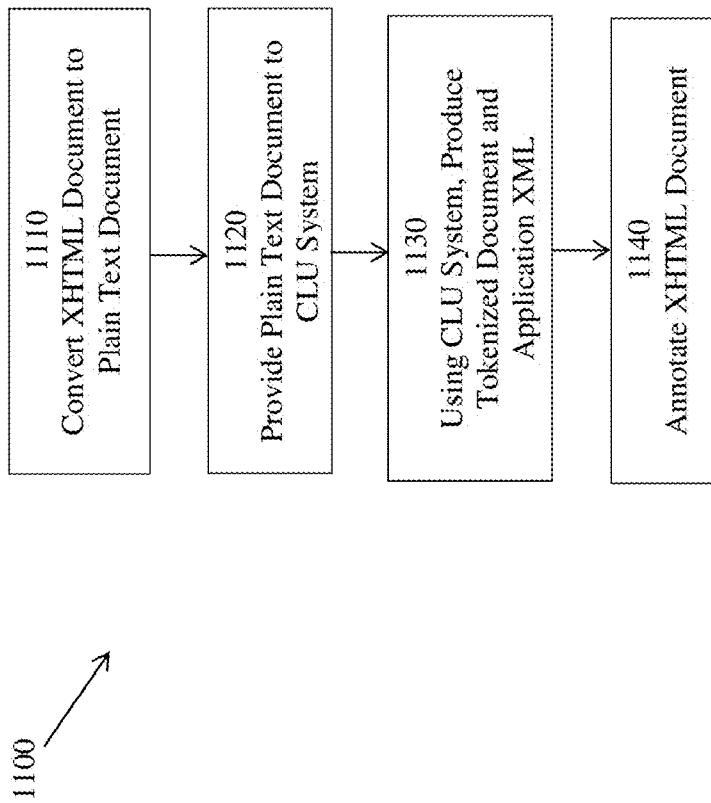 1100
1110
Convert XHTML Document to
Plain Text Document
1120
Provide Plain Text Document to
CLU System
1130
Using CLU System, Produce
Tokenized Document and
Application XML
1140
Annotate XHTML Document